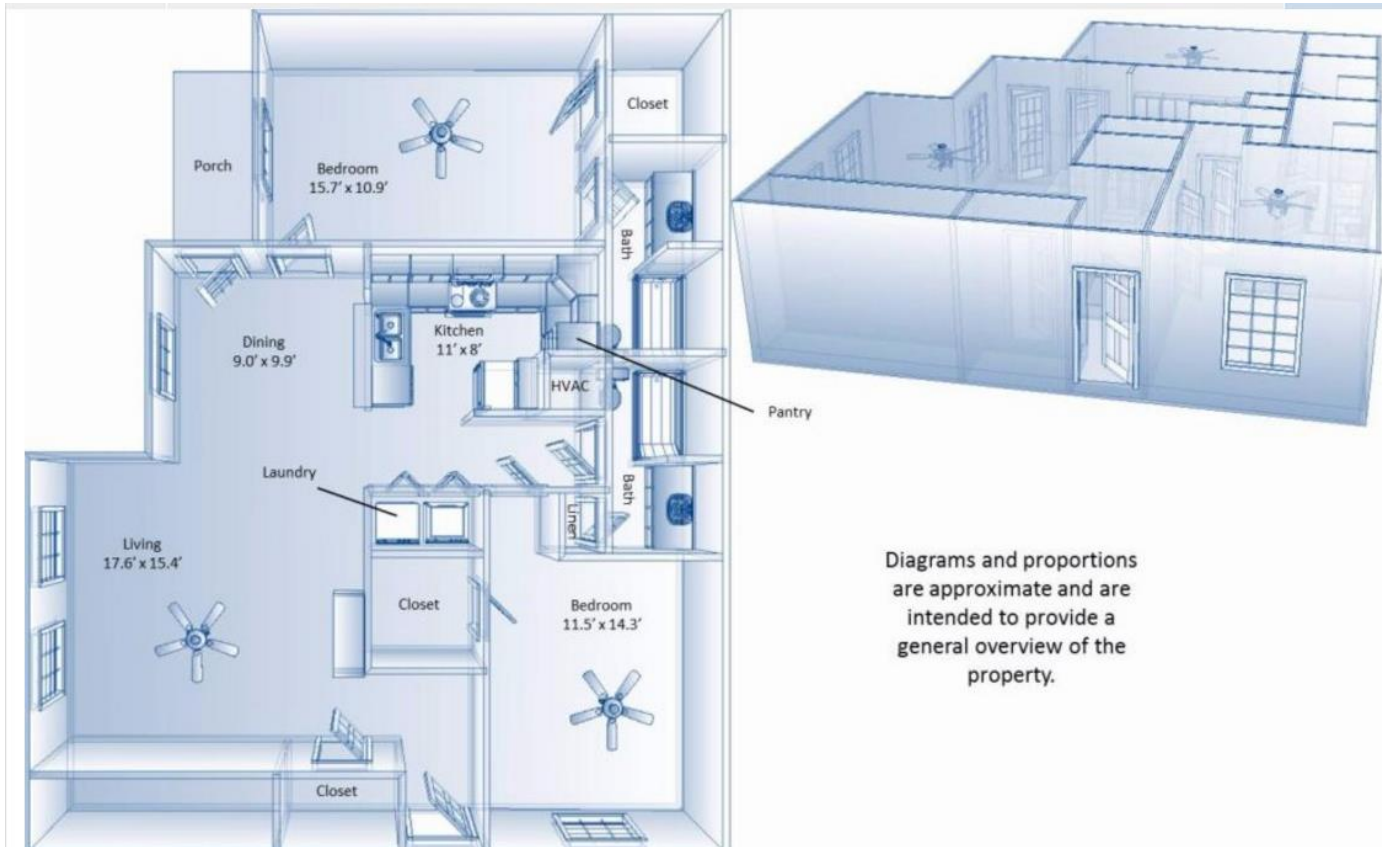 Closet
Porch
Bedroom
15.7' x 10.9'
Bath
Dining
9.0' x 9.9'
Kitchen
11' x 8'
HVAC
Pantry
Laundry
Linen
Bath
Living
17.6' x 15.4'
Closet
Bedroom
11.5' x 14.3'
Closet
Diagrams and proportions
are approximate and are
intended to provide a
general overview of the
property.